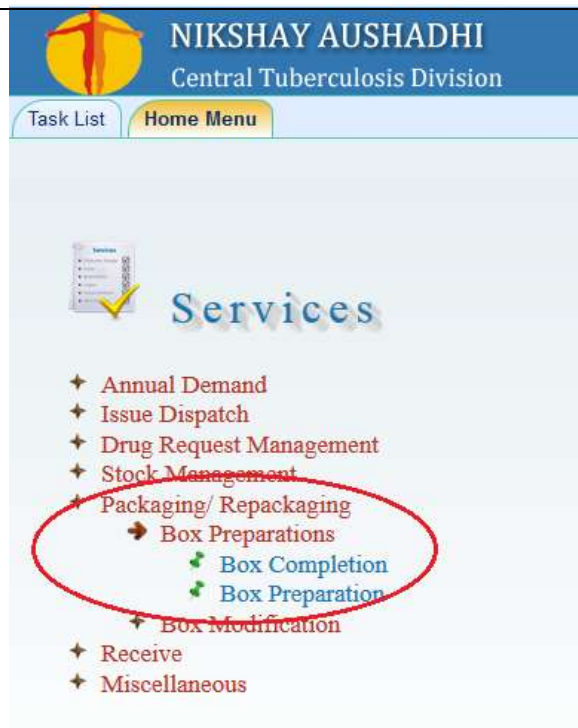 NIKSHAY AUSHADHI
Central Tuberculosis Division
Task List Home Menu
Services
Annual Demand
Issue Dispatch
Drug Request Management
Stock Management
Packaging/ Repackaging
Box Preparations
Box Completion
Box Preparation
Box Modification
Receive
Miscellaneous